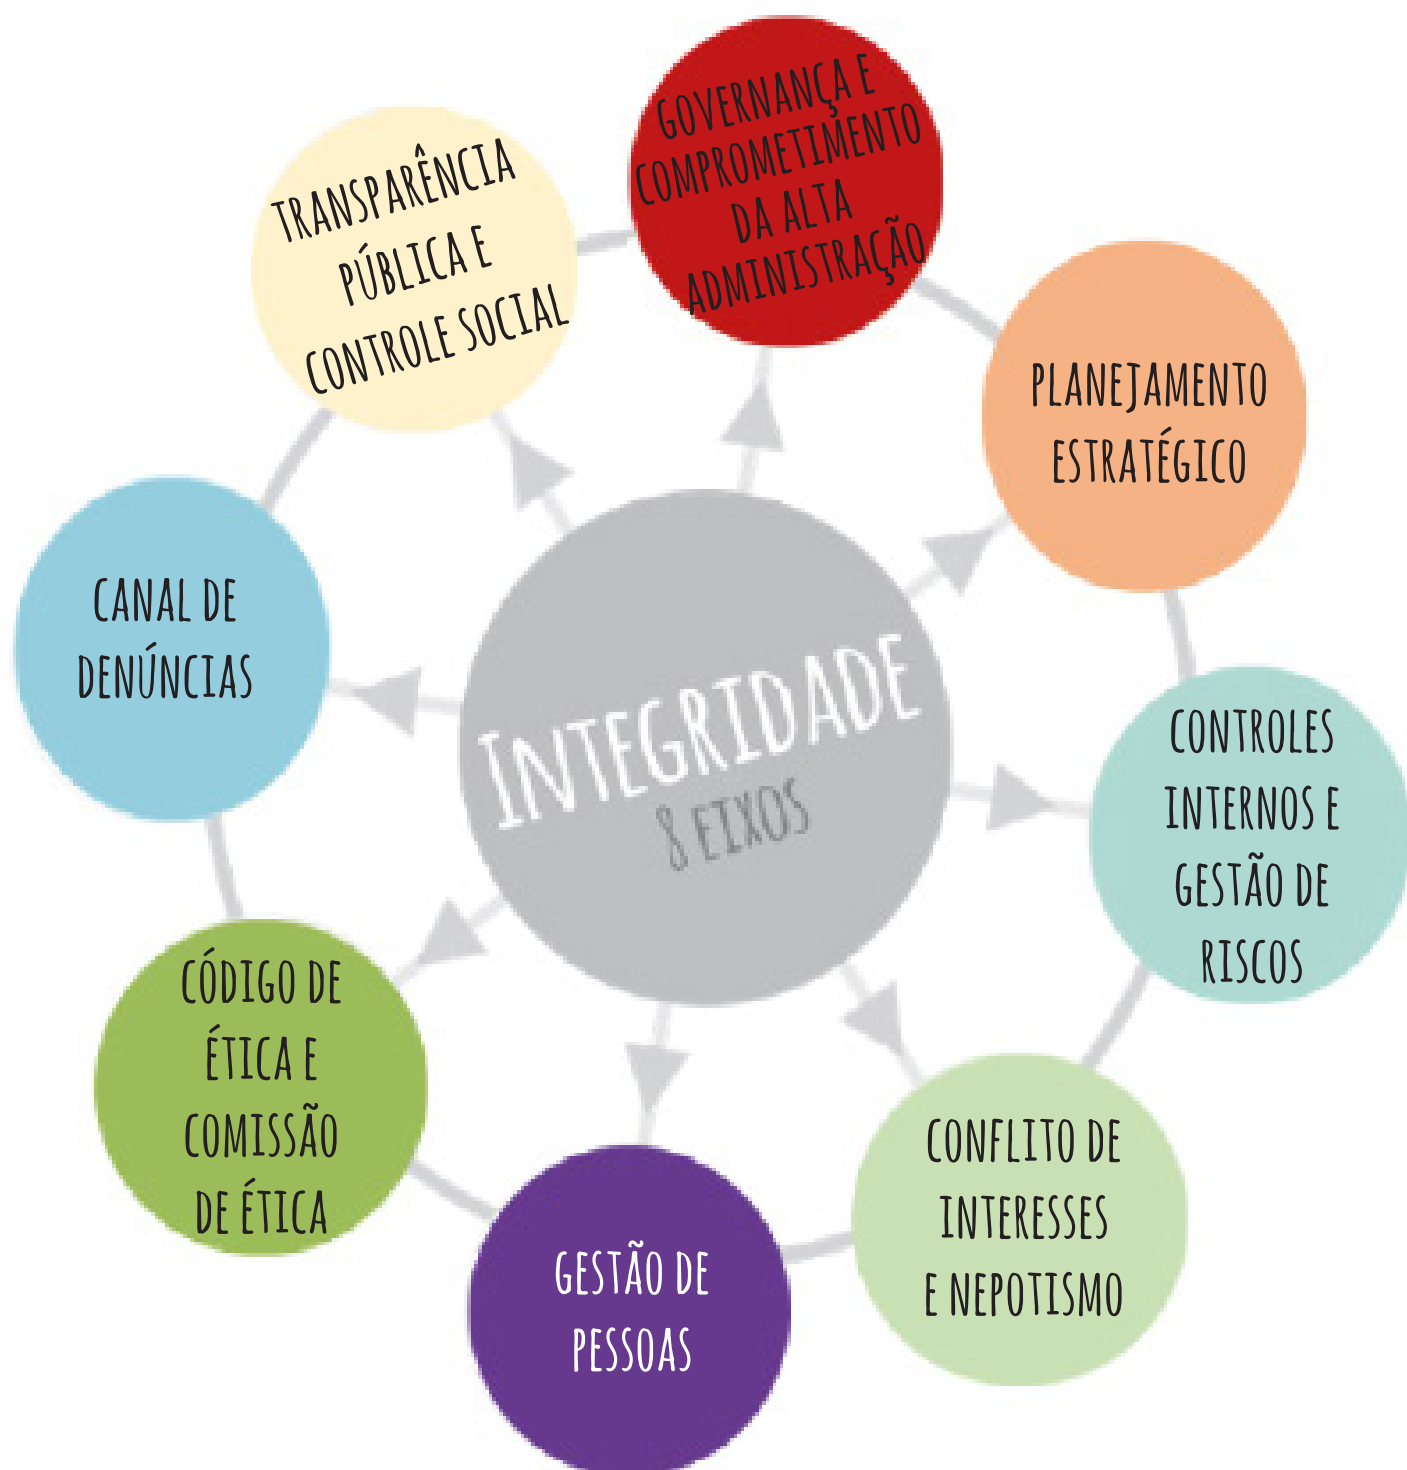 GOVERNANÇA E
COMPROMETIMENTO
DA ALTA
ADMINISTRAÇÃO
TRANSPARÊNCIA
PÚBLICA E
CONTROLE SOCIAL
PLANEJAMENTO
ESTRATÉGICO
CANAL DE
DENÚNCIAS
INTEGRIDADE
8 EIXOS
CONTROLES
INTERNOS E
GESTÃO DE
RISCOS
CÓDIGO DE
ÉTICA E
COMISSÃO
DE ÉTICA
CONFLITO DE
INTERESSES
E NEPOTISMO
GESTÃO DE
PESSOAS